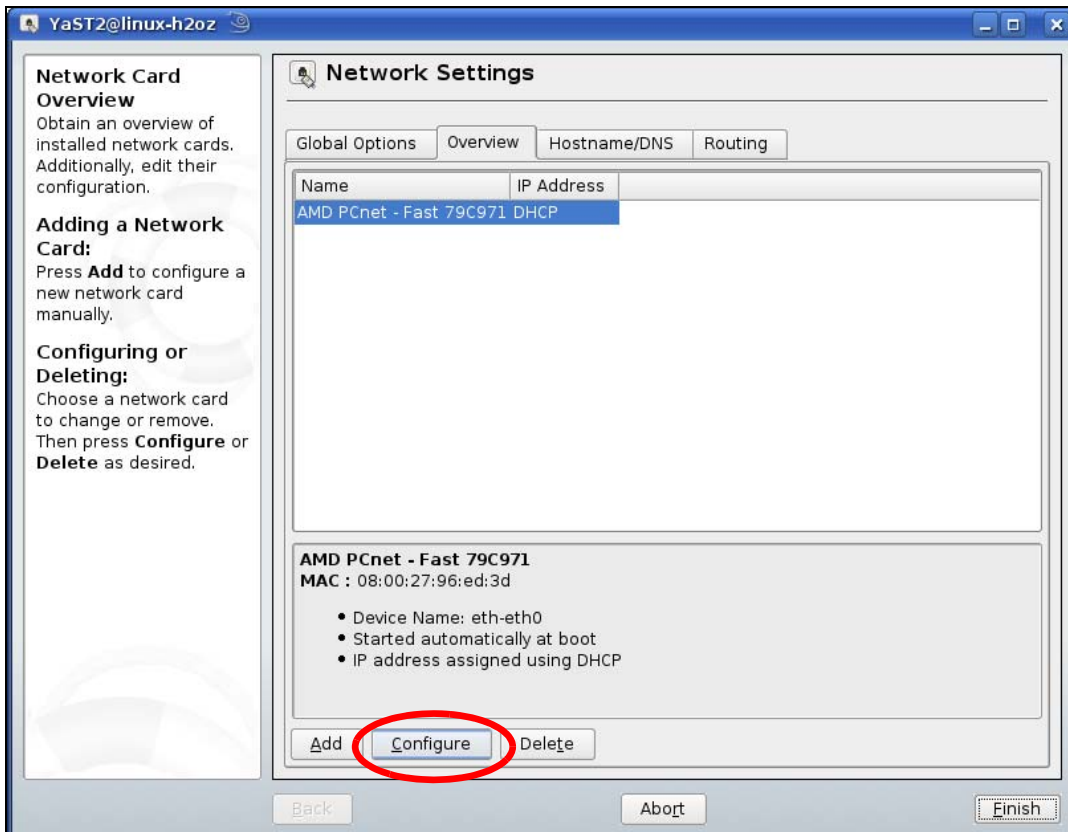 YaST2@linux-h2oz
Network Card
Overview
Obtain an overview of
installed network cards.
Additionally, edit their
configuration.
Adding a Network
Card:
Press Add to configure a
new network card
manually.
Configuring or
Deleting:
Choose a network card
to change or remove.
Then press Configure or
Delete as desired.
Network Settings
Global Options Overview Hostname/DNS Routing
Name IP Address
AMD PCnet - Fast 79C971 DHCP
AMD PCnet - Fast 79C971
MAC : 08:00:27:96:ed:3d
• Device Name: eth-eth0
• Started automatically at boot
• IP address assigned using DHCP
Add Configure Delete
Back Abort Finish